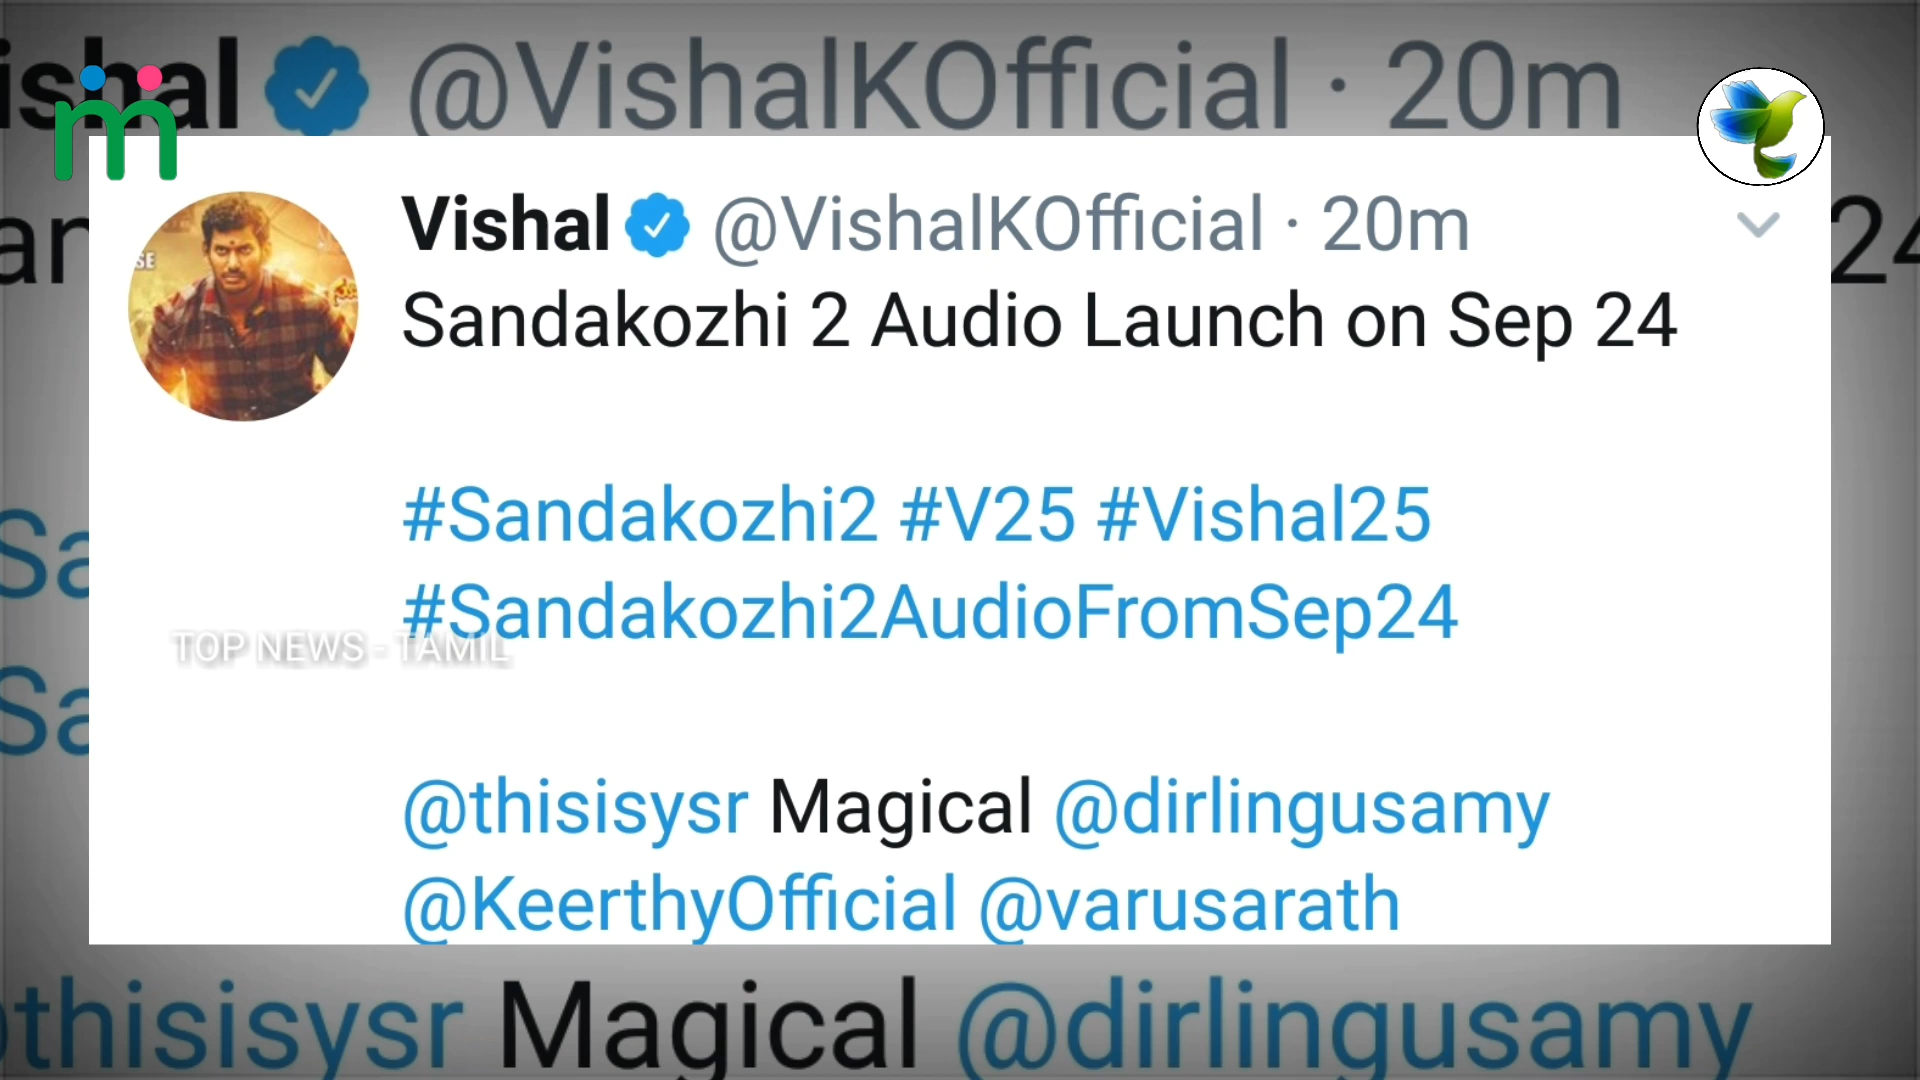 ishal @VishalKOfficial · 20m
Vishal @VishalKOfficial · 20m
Sandakozhi 2 Audio Launch on Sep 24
#Sandakozhi2 #V25 #Vishal25
#Sandakozhi2AudioFromSep24
TOP NEWS - TAMIL
@thisisysr Magical @dirlingusamy
@KeerthyOfficial @varusarath
@thisisysr Magical @dirlingusamy